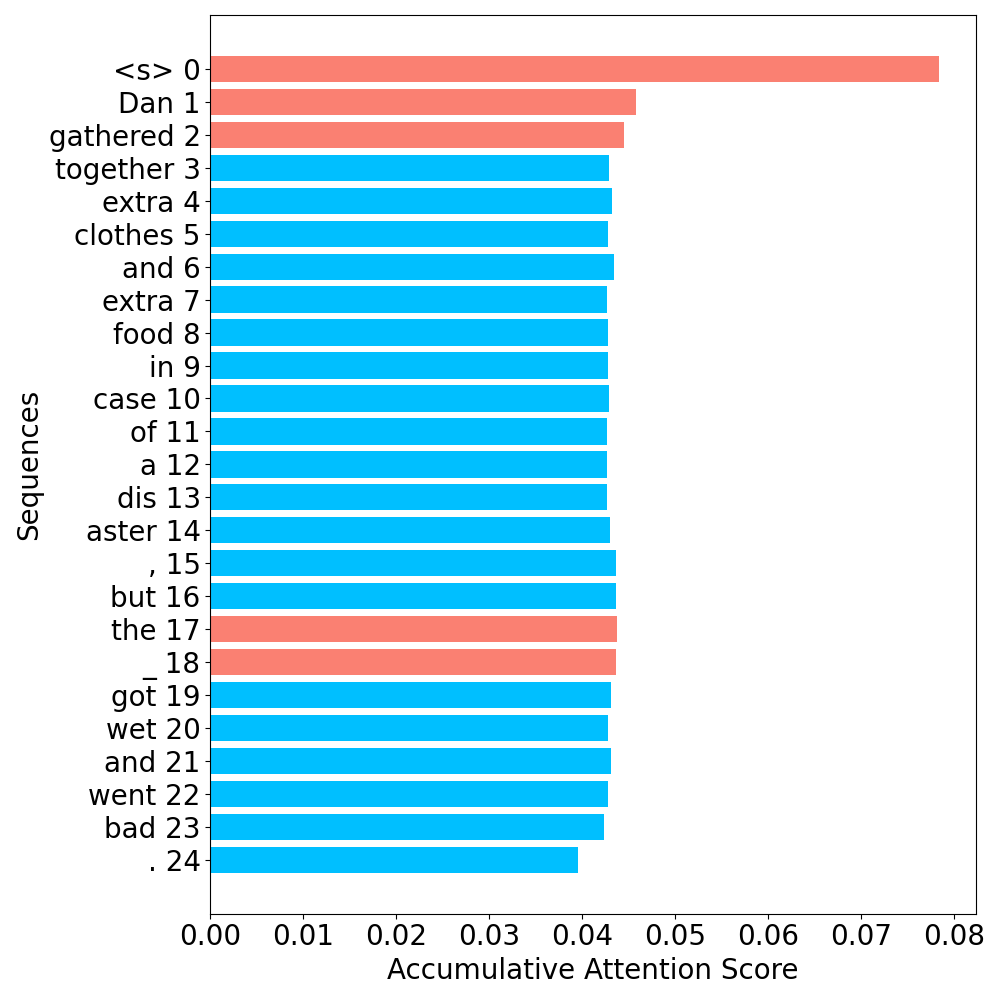 <s> 0
Dan 1
gathered 2
together 3
extra 4
clothes 5
and 6
extra 7
food 8
in 9
case 10
of 11
a 12
dis 13
aster 14
, 15
but 16
the 17
_ 18
got 19
wet 20
and 21
went 22
bad 23
. 24
Sequences
0.00 0.01 0.02 0.03 0.04 0.05 0.06 0.07 0.08
Accumulative Attention Score